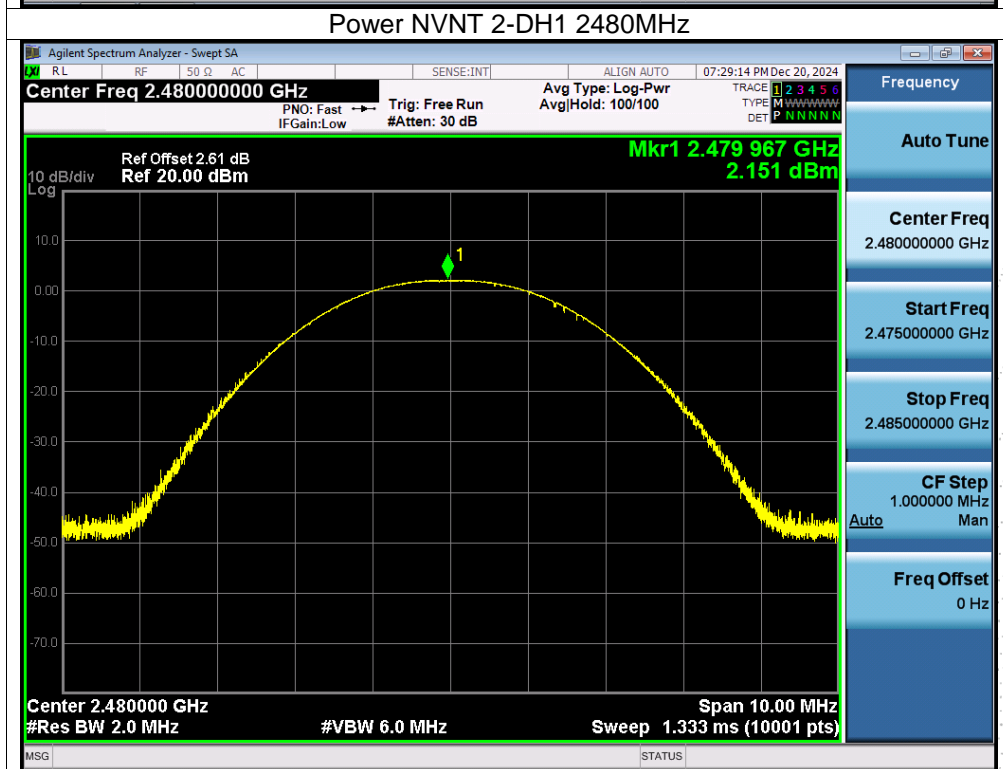 Power NVNT 2-DH1 2480MHz
Agilent Spectrum Analyzer - Swept SA
LXI RL RF 50 Ω AC SENSE:INT ALIGN AUTO 07:29:14 PM Dec 20, 2024
Center Freq 2.480000000 GHz
PNO: Fast
IFGain:Low
Trig: Free Run
#Atten: 30 dB
Avg Type: Log-Pwr
Avg|Hold: 100/100
TRACE 1 2 3 4 5 6
TYPE M WWWWW
DET P N N N N N
Frequency
Mkr1 2.479 967 GHz
2.151 dBm
Ref Offset 2.61 dB
10 dB/div Ref 20.00 dBm
Log
10.0
0.00
-10.0
-20.0
-30.0
-40.0
-50.0
-60.0
-70.0
1
Center 2.480000 GHz Span 10.00 MHz
#Res BW 2.0 MHz #VBW 6.0 MHz Sweep 1.333 ms (10001 pts)
Auto Tune
Center Freq
2.480000000 GHz
Start Freq
2.475000000 GHz
Stop Freq
2.485000000 GHz
CF Step
1.000000 MHz
Auto Man
Freq Offset
0 Hz
MSG STATUS